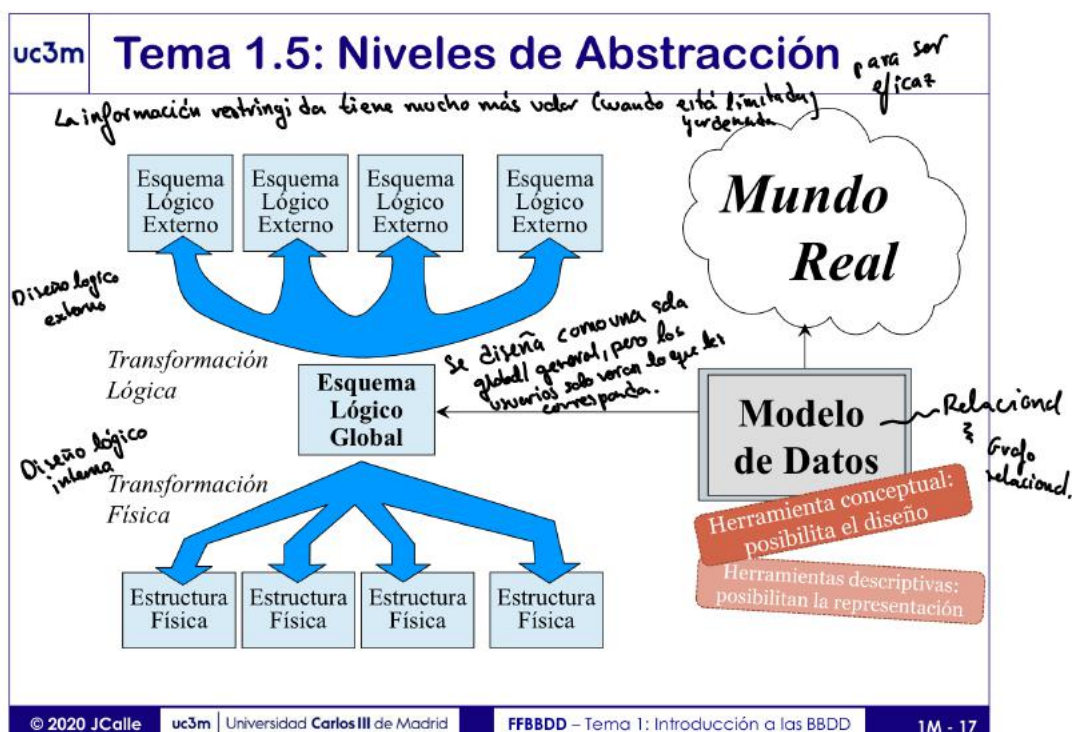 uc3m
Tema 1.5: Niveles de Abstracción
para ser
eficaz
La información restringida tiene mucho más valor (cuando está limitada)
y ordenada
Esquema
Lógico
Externo
Esquema
Lógico
Externo
Esquema
Lógico
Externo
Esquema
Lógico
Externo
Mundo
Real
Diseño logico
externo
Transformación
Lógica
Se diseña como una sola
global/general, pero los
usuarios solo veran lo que les
corresponda.
Esquema
Lógico
Global
Modelo
de Datos
Relacional
Grafo
relacional.
Diseño lógico
interna
Transformación
Física
Herramienta conceptual:
posibilita el diseño
Herramientas descriptivas:
posibilitan la representación
Estructura
Física
Estructura
Física
Estructura
Física
Estructura
Física
© 2020 JCalle
uc3m | Universidad Carlos III de Madrid
FFBBDD – Tema 1: Introducción a las BBDD
1M - 17